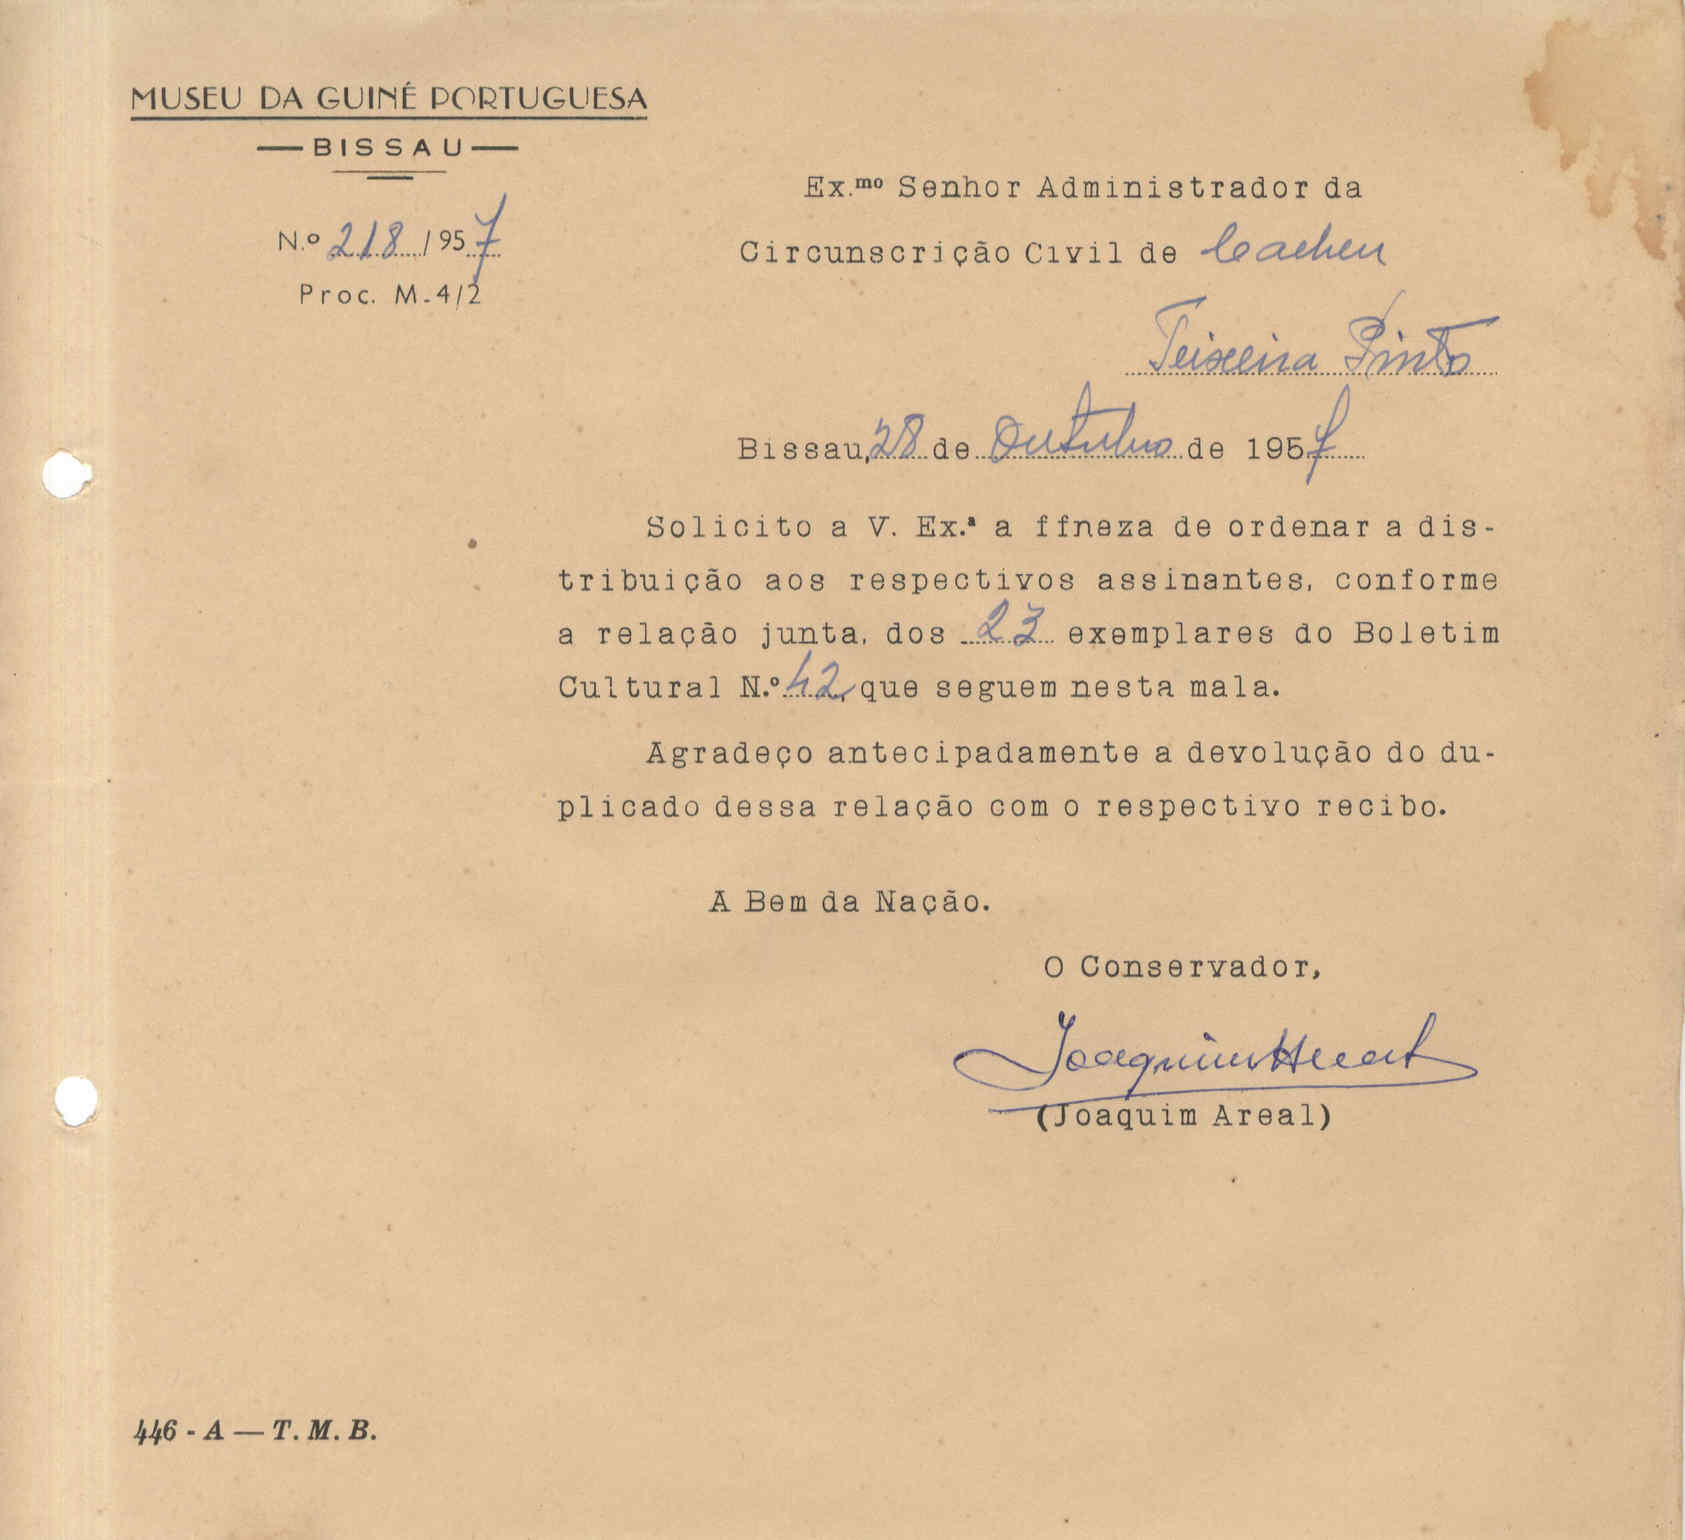 MUSEU DA GUINÉ PORTUGUESA
— BISSAU —
N.º 218/1957
Proc. M-4/2
Ex.mo Senhor Administrador da
Circunscrição Civil de Cacheu
Teixeira Pinto
Bissau, 28 de Outubro de 1957
Solicito a V. Ex.ª a ffneza de ordenar a dis-
tribuição aos respectivos assinantes, conforme
a relação junta, dos 23 exemplares do Boletim
Cultural N.º 42, que seguem nesta mala.
Agradeço antecipadamente a devolução do du-
plicado dessa relação com o respectivo recibo.
A Bem da Nação.
O Conservador,
Joaquim Areal
(Joaquim Areal)
446 - A — T. M. B.